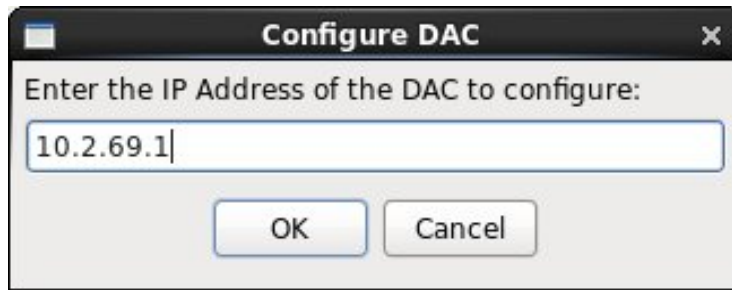 Configure DAC
Enter the IP Address of the DAC to configure:
10.2.69.1
OK Cancel